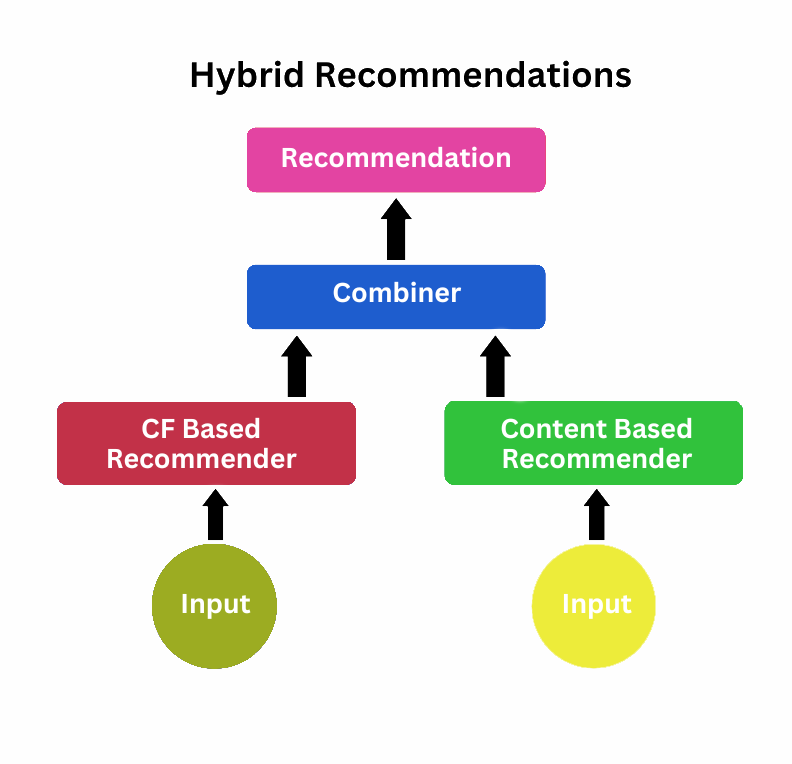 Hybrid Recommendations
Recommendation
Combiner
CF Based
Recommender
Content Based
Recommender
Input
Input